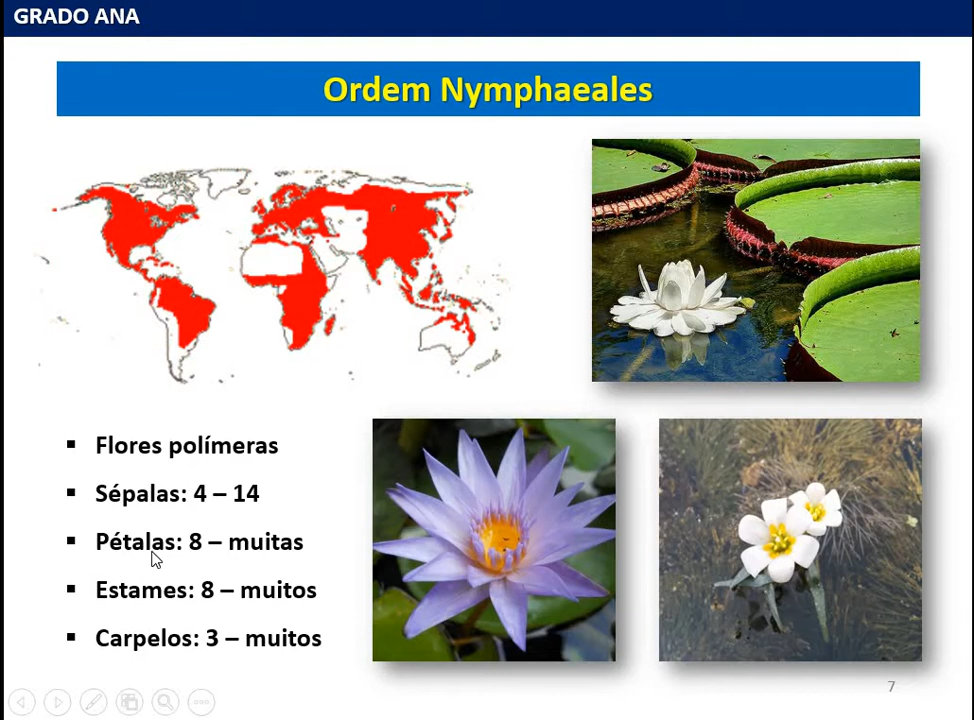 GRADO ANA
Ordem Nymphaeales
▪ Flores polímeras
▪ Sépalas: 4 – 14
▪ Pétalas: 8 – muitas
▪ Estames: 8 – muitos
▪ Carpelos: 3 – muitos
7